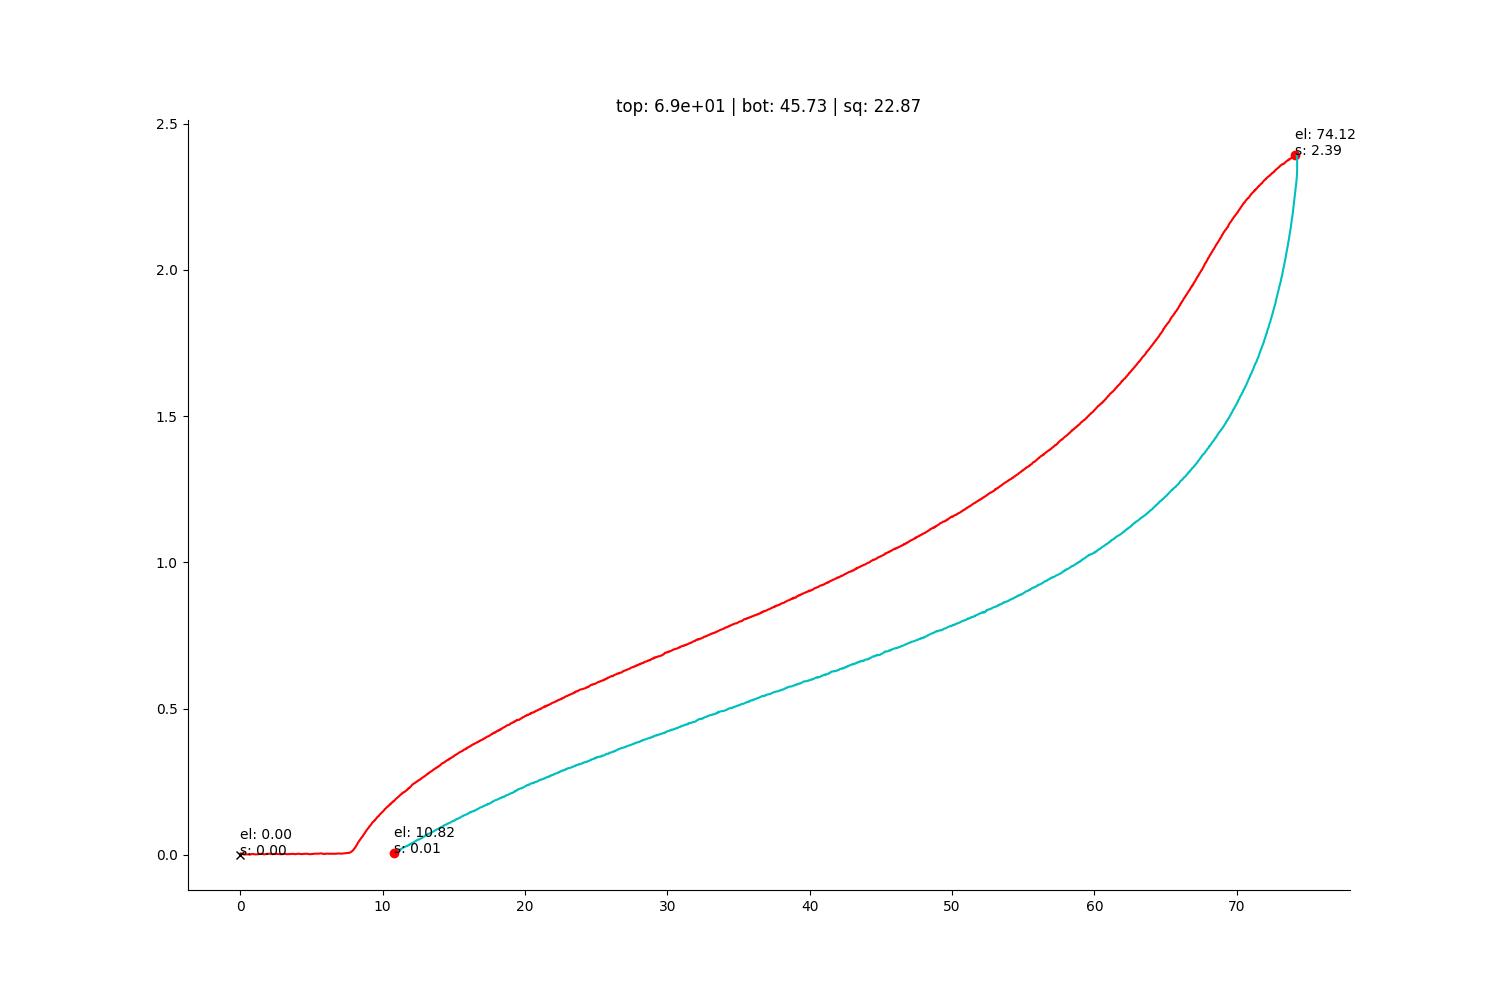 top: 6.9e+01 | bot: 45.73 | sq: 22.87
2.5
el: 74.12
s: 2.39
2.0
1.5
1.0
0.5
el: 0.00
s: 0.00
el: 10.82
s: 0.01
0.0
0 10 20 30 40 50 60 70